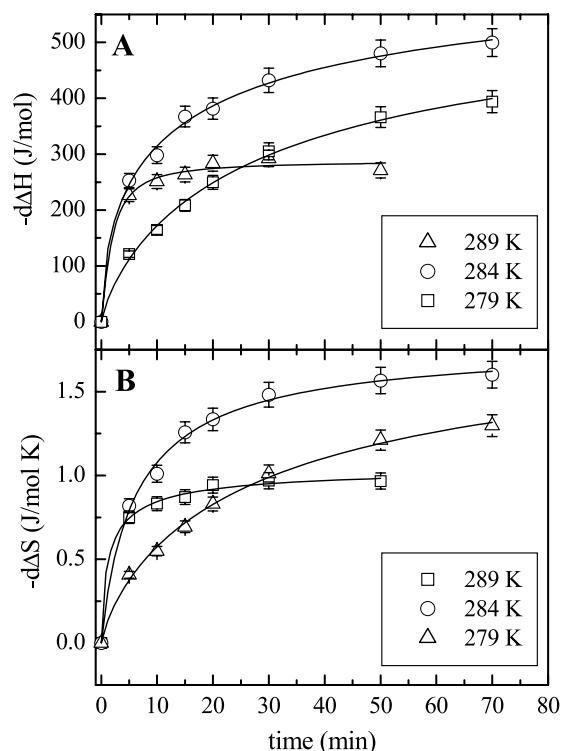 A
-dΔH (J/mol)
500
400
300
200
100
0
289 K
284 K
279 K
B
-dΔS (J/mol K)
1.5
1.0
0.5
0.0
289 K
284 K
279 K
0 10 20 30 40 50 60 70 80
time (min)